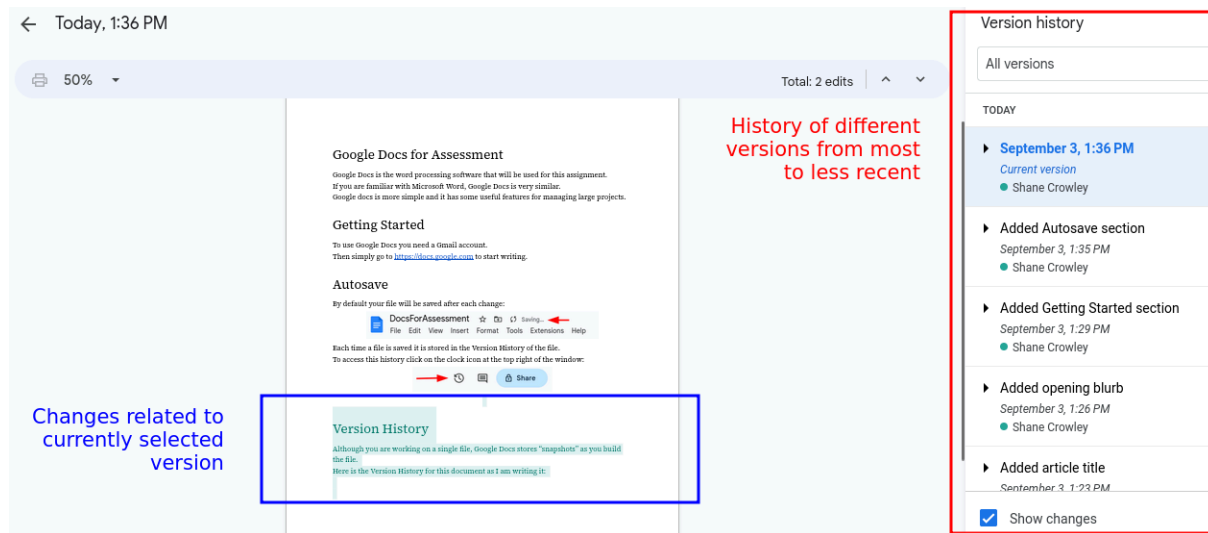 Today, 1:36 PM
50%
Total: 2 edits
Google Docs for Assessment
Google Docs is the word processing software that will be used for this assignment.
If you are familiar with Microsoft Word, Google Docs is very similar.
Google docs is more simple and it has some useful features for managing large projects.
Getting Started
To use Google Docs you need a Gmail account.
Then simply go to https://docs.google.com to start writing.
Autosave
By default your file will be saved after each change:
DocsForAssessment Saving...
File Edit View Insert Format Tools Extensions Help
Each time a file is saved it is stored in the Version History of the file.
To access this history click on the clock icon at the top right of the window:
Share
Version History
Although you are working on a single file, Google Docs stores "snapshots" as you build
the file.
Here is the Version History for this document as I am writing it:
Changes related to
currently selected
version
History of different
versions from most
to less recent
Version history
All versions
TODAY
September 3, 1:36 PM
Current version
Shane Crowley
Added Autosave section
September 3, 1:35 PM
Shane Crowley
Added Getting Started section
September 3, 1:29 PM
Shane Crowley
Added opening blurb
September 3, 1:26 PM
Shane Crowley
Added article title
September 3, 1:23 PM
Show changes